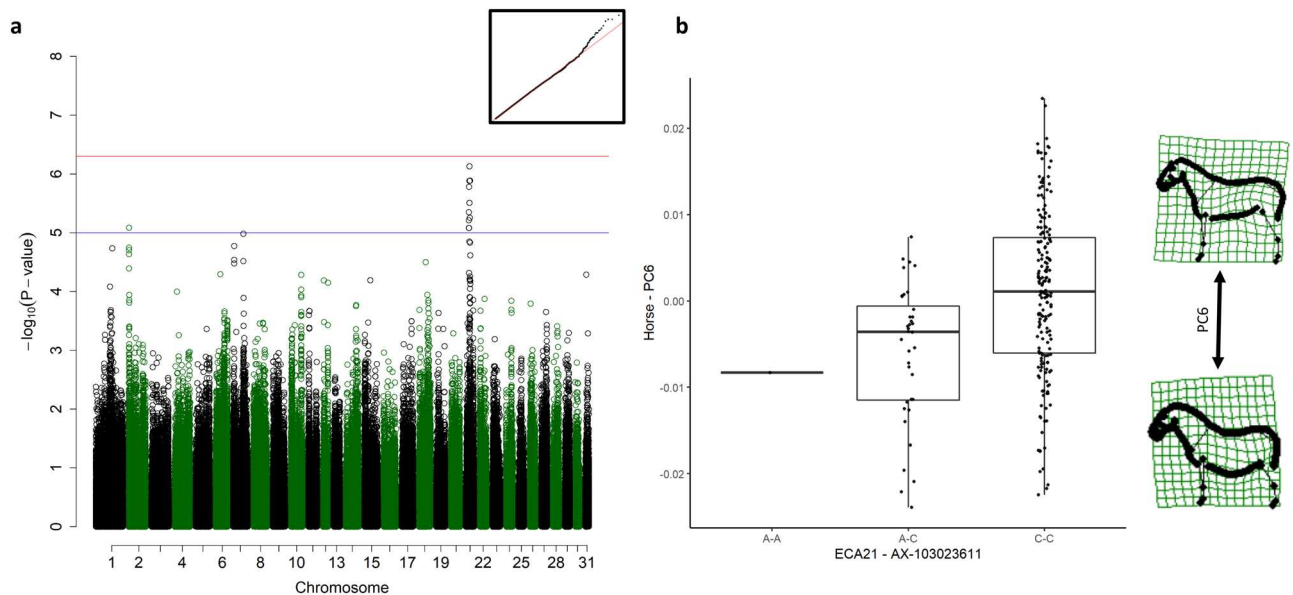 a
8
7
6
5
4
3
2
1
0
−log10(P−value)
1 2 4 6 8 10 12 13 15 17 19 22 25 28 31
Chromosome
b
0.02
0.01
0.00
-0.01
-0.02
Horse - PC6
A-A A-C C-C
ECA21 - AX-103023611
PC6